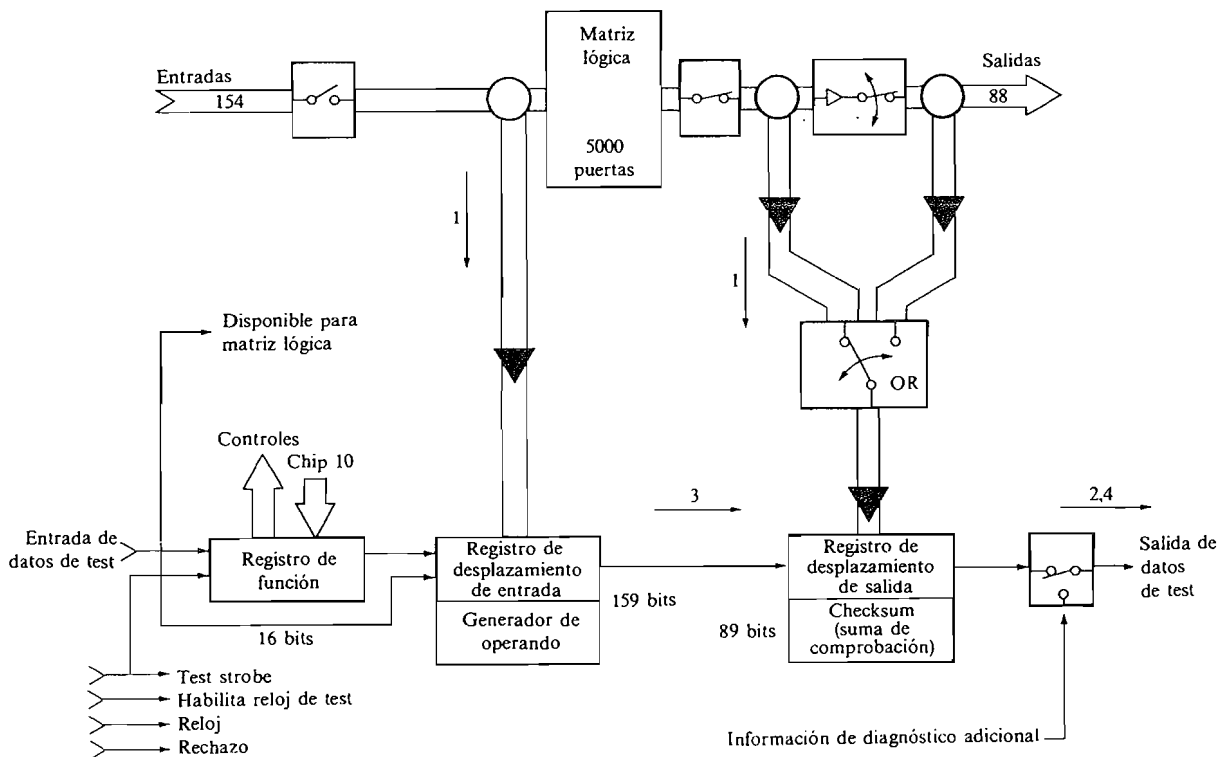 Matriz
lógica
5000
puertas
Entradas
154
Salidas
88
1
1
Disponible para
matriz lógica
OR
Controles
Chip 10
3
2,4
Entrada de
datos de test
Registro de
función
Registro de
desplazamiento
de entrada
Generador de
operando
159 bits
Registro de
desplazamiento
de salida
Checksum
(suma de
comprobación)
89 bits
Salida de
datos
de test
16 bits
Test strobe
Habilita reloj de test
Reloj
Rechazo
Información de diagnóstico adicional